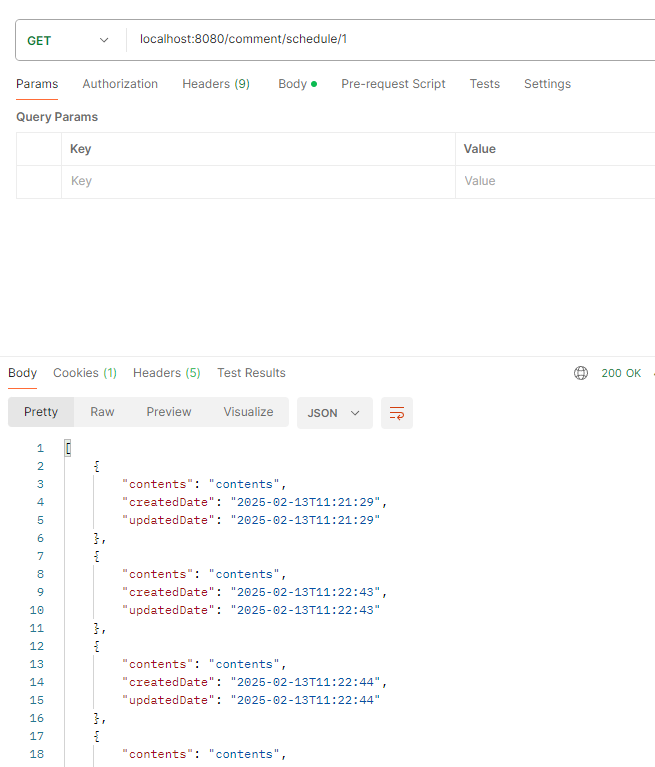 GET localhost:8080/comment/schedule/1
Params Authorization Headers (9) Body Pre-request Script Tests Settings
Query Params
Key Value
Key Value
Body Cookies (1) Headers (5) Test Results 200 OK
Pretty Raw Preview Visualize JSON
1 [
2 {
3 "contents": "contents",
4 "createdDate": "2025-02-13T11:21:29",
5 "updatedDate": "2025-02-13T11:21:29"
6 },
7 {
8 "contents": "contents",
9 "createdDate": "2025-02-13T11:22:43",
10 "updatedDate": "2025-02-13T11:22:43"
11 },
12 {
13 "contents": "contents",
14 "createdDate": "2025-02-13T11:22:44",
15 "updatedDate": "2025-02-13T11:22:44"
16 },
17 {
18 "contents": "contents",